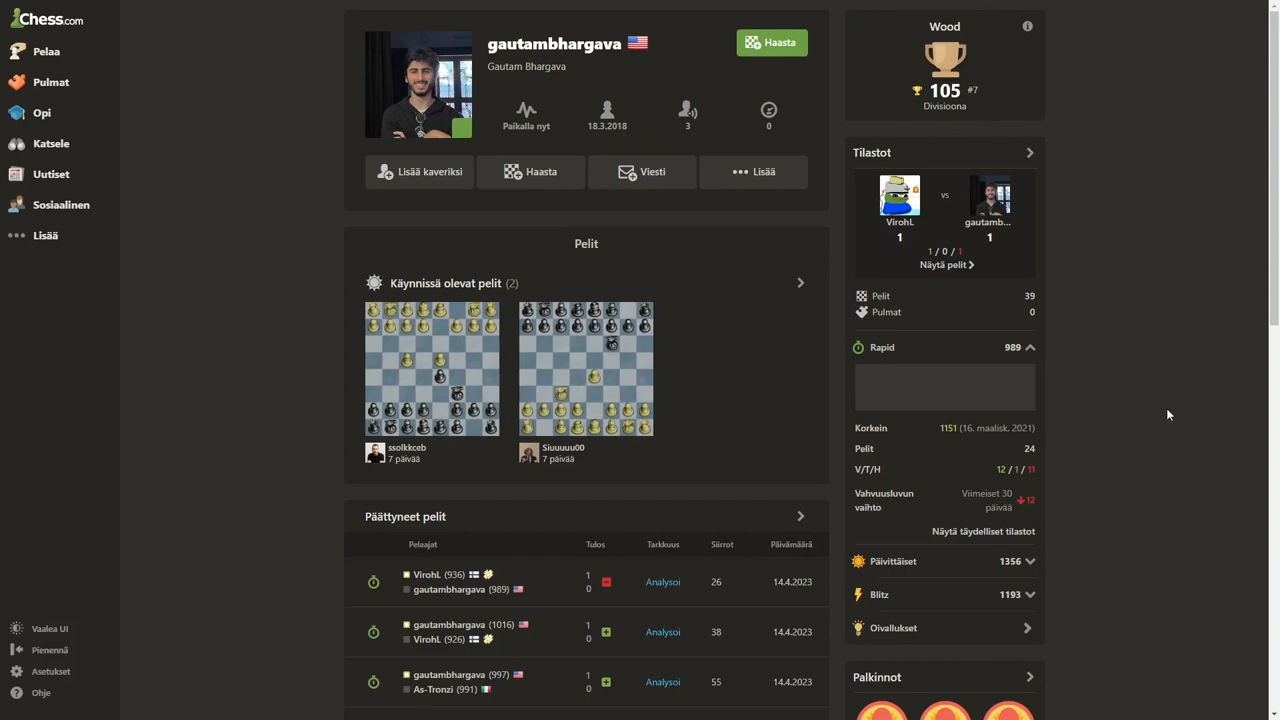 Chess.com
Pelaa
Pulmat
Opi
Katsele
Uutiset
Sosiaalinen
Lisää
Vaalea UI
Pienennä
Asetukset
Ohje
gautambhargava
Haasta
Gautam Bhargava
Paikalla nyt
18.3.2018
3
0
Lisää kaveriksi
Haasta
Viesti
Lisää
Pelit
Käynnissä olevat pelit (2)
ssolkkceb
7 päivää
Siuuuuu00
7 päivää
Päättyneet pelit
Pelaajat Tulos Tarkkuus Siirrot Päivämäärä
VirohL (936) 1
gautambhargava (989) 0
Analysoi 26 14.4.2023
gautambhargava (1016) 1
VirohL (926) 0
Analysoi 38 14.4.2023
gautambhargava (997) 1
As-Tronzi (991) 0
Analysoi 55 14.4.2023
Wood
105 #7
Divisioona
Tilastot
vs
VirohL gautamb...
1 1
1 / 0 / 1
Näytä pelit
Pelit 39
Pulmat 0
Rapid 989
Korkein 1151 (16. maalisk. 2021)
Pelit 24
V/T/H 12 / 1 / 11
Vahvuusluvun vaihto
Viimeiset 30 päivää
12
Näytä täydelliset tilastot
Päivittäiset 1356
Blitz 1193
Oivallukset
Palkinnot